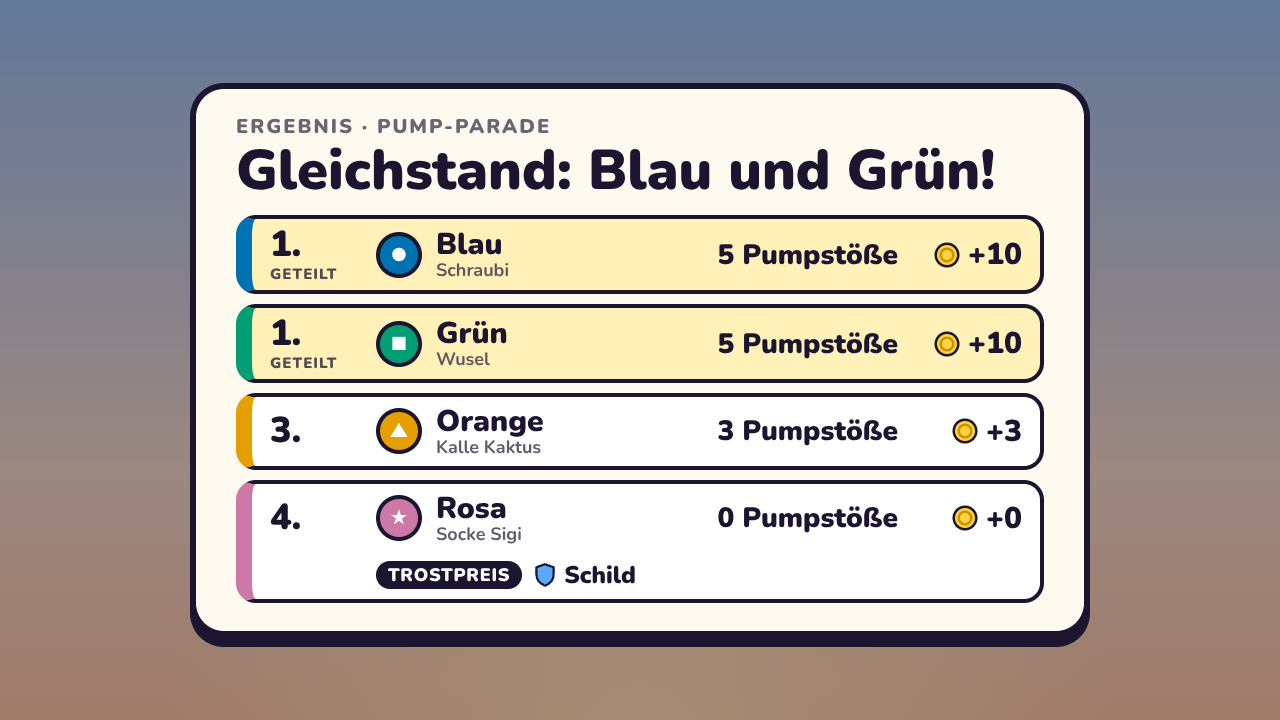 ERGEBNIS · PUMP-PARADE
Gleichstand: Blau und Grün!
1. Blau 5 Pumpstöße +10
GETEILT Schraubi
1. Grün 5 Pumpstöße +10
GETEILT Wusel
3. Orange 3 Pumpstöße +3
Kalle Kaktus
4. Rosa 0 Pumpstöße +0
Socke Sigi
TROSTPREIS Schild